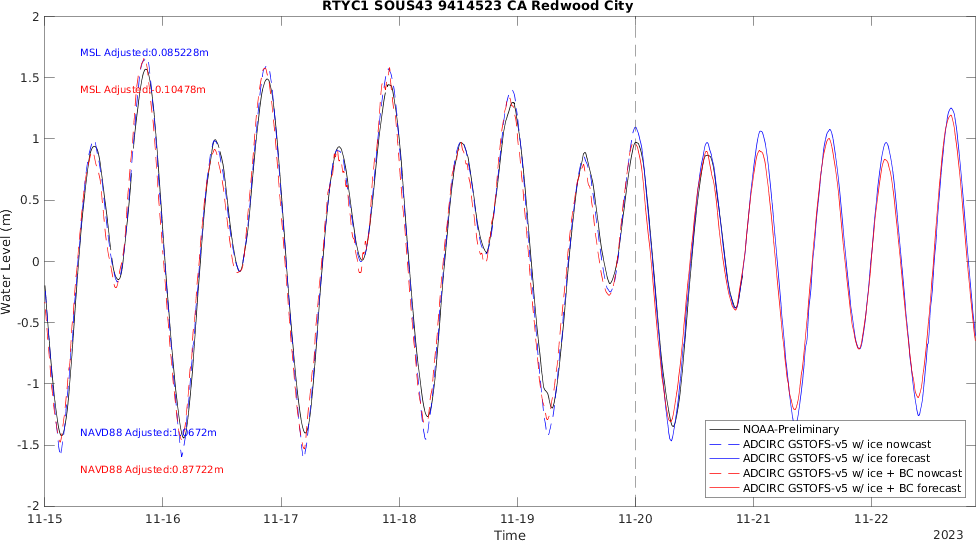 RTYC1 SOUS43 9414523 CA Redwood City
2
1.5
1
0.5
0
-0.5
-1
-1.5
-2
Water Level (m)
MSL Adjusted:0.085228m
MSL Adjusted:-0.10478m
NAVD88 Adjusted:1.0672m
NAVD88 Adjusted:0.87722m
NOAA-Preliminary
ADCIRC GSTOFS-v5 w/ ice nowcast
ADCIRC GSTOFS-v5 w/ ice forecast
ADCIRC GSTOFS-v5 w/ ice + BC nowcast
ADCIRC GSTOFS-v5 w/ ice + BC forecast
11-15 11-16 11-17 11-18 11-19 11-20 11-21 11-22
Time
2023